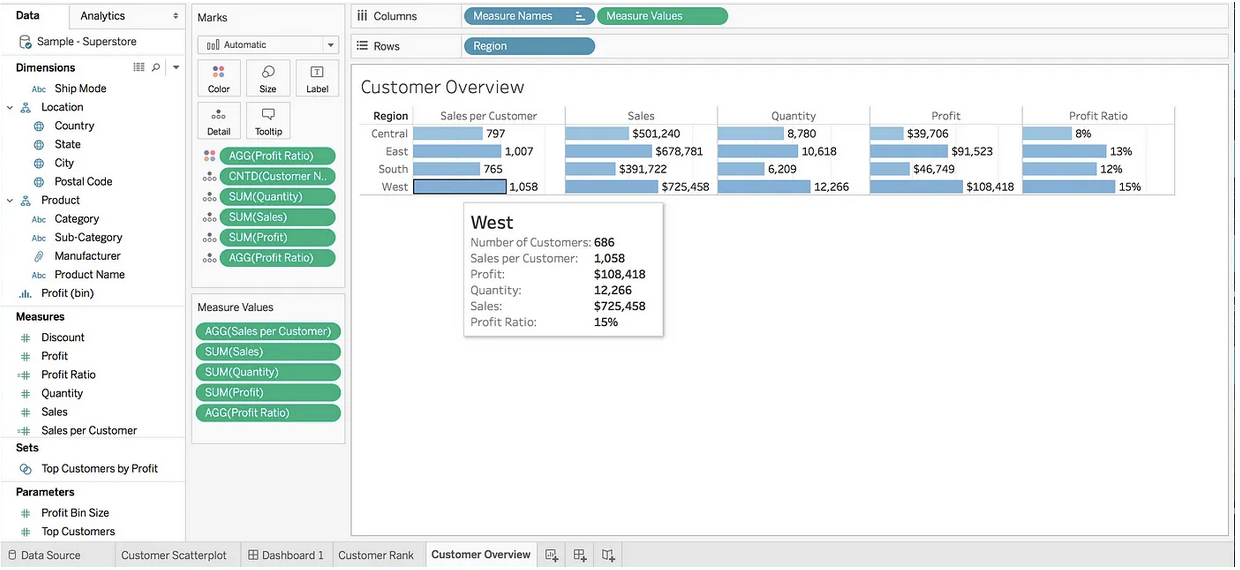 Data
Analytics
Sample - Superstore
Dimensions
Abc Ship Mode
Location
Country
State
City
Postal Code
Product
Abc Category
Abc Sub-Category
Manufacturer
Abc Product Name
Profit (bin)
Measures
Discount
Profit
Profit Ratio
Quantity
Sales
Sales per Customer
Sets
Top Customers by Profit
Parameters
Profit Bin Size
Top Customers
Marks
Automatic
Color Size Label
Detail Tooltip
AGG(Profit Ratio)
CNTD(Customer N..
SUM(Quantity)
SUM(Sales)
SUM(Profit)
AGG(Profit Ratio)
Measure Values
AGG(Sales per Customer)
SUM(Sales)
SUM(Quantity)
SUM(Profit)
AGG(Profit Ratio)
Columns Measure Names Measure Values
Rows Region
Customer Overview
Region Sales per Customer Sales Quantity Profit Profit Ratio
Central 797 $501,240 8,780 $39,706 8%
East 1,007 $678,781 10,618 $91,523 13%
South 765 $391,722 6,209 $46,749 12%
West 1,058 $725,458 12,266 $108,418 15%
West
Number of Customers: 686
Sales per Customer: 1,058
Profit: $108,418
Quantity: 12,266
Sales: $725,458
Profit Ratio: 15%
Data Source Customer Scatterplot Dashboard 1 Customer Rank Customer Overview